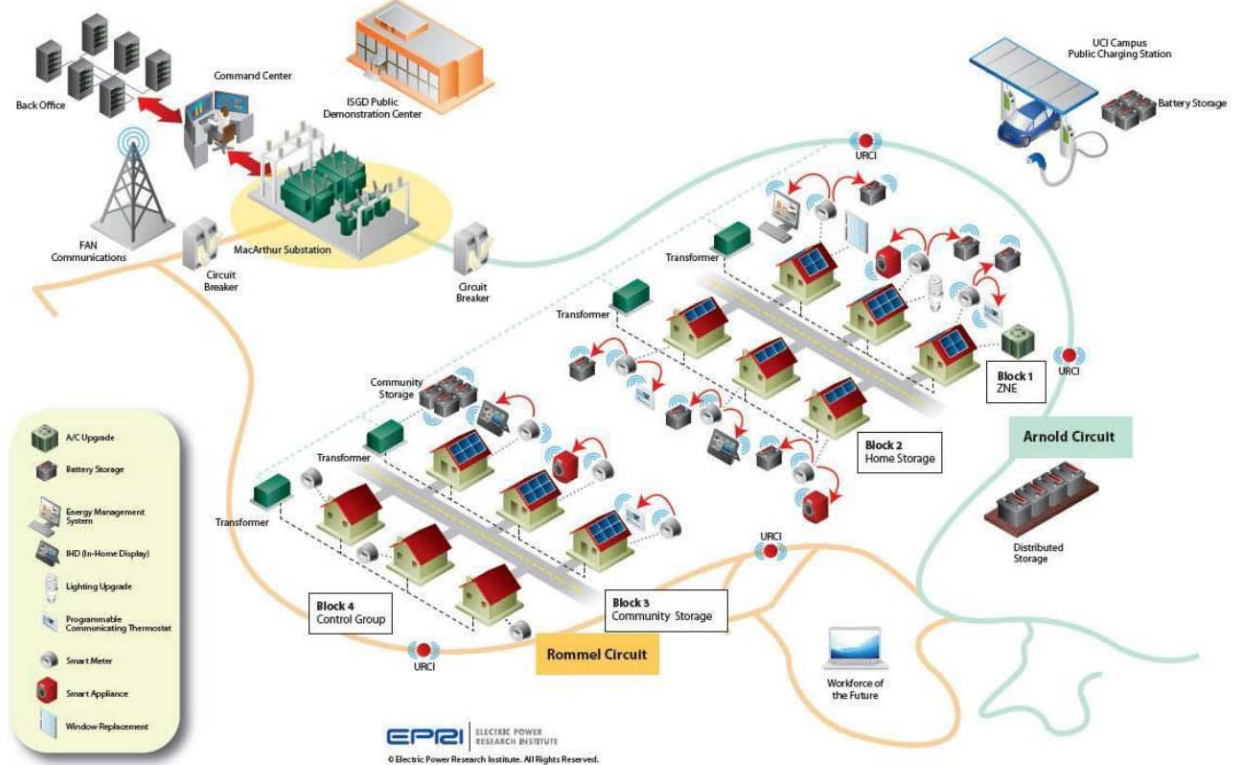 Back Office
Command Center
ISGD Public
Demonstration Center
UCI Campus
Public Charging Station
Battery Storage
FAN
Communications
MacArthur Substation
Circuit
Breaker
Circuit
Breaker
URCI
Transformer
Transformer
URCI
Block 1
ZNE
Block 2
Home Storage
Arnold Circuit
Community
Storage
Transformer
Transformer
Distributed
Storage
URCI
Block 4
Control Group
Block 3
Community Storage
Rommel Circuit
URCI
Workforce of
the Future
A/C Upgrade
Battery Storage
Energy Management
System
IHD (In-Home Display)
Lighting Upgrade
Programmable
Communicating Thermostat
Smart Meter
Smart Appliance
Window Replacement
EPRI
ELECTRIC POWER
RESEARCH INSTITUTE
© Electric Power Research Institute. All Rights Reserved.